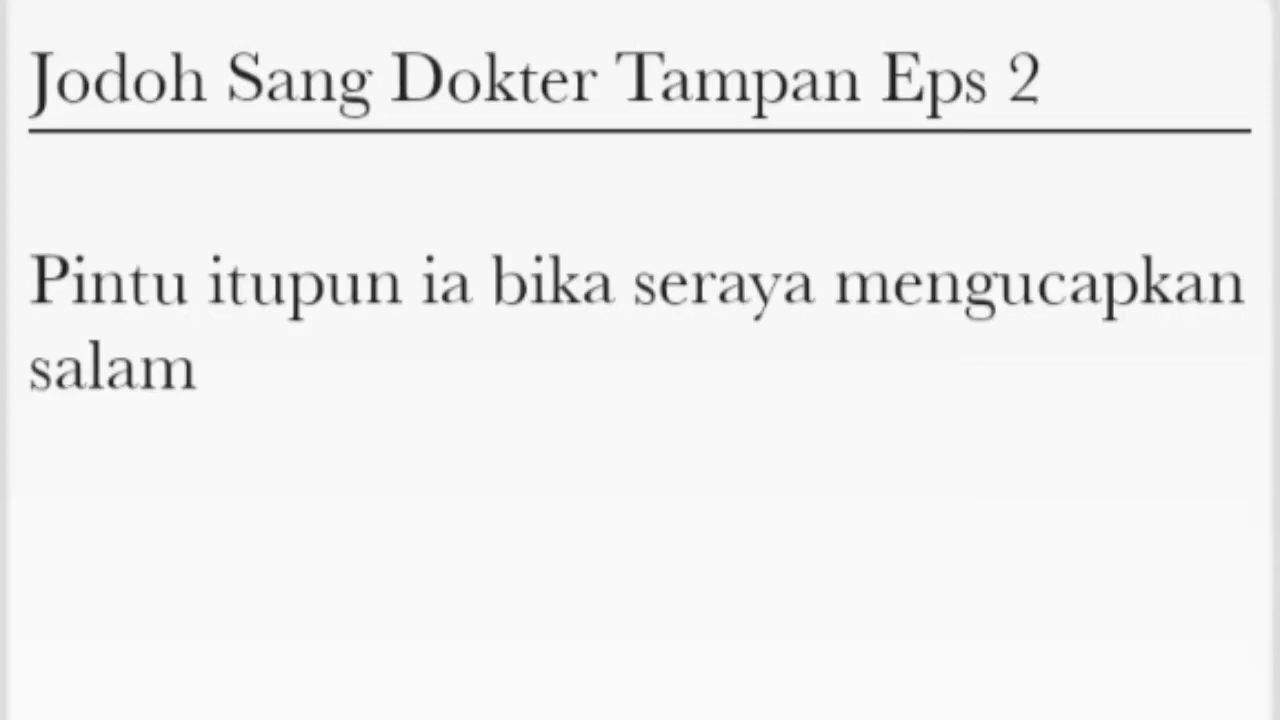 Jodoh Sang Dokter Tampan Eps 2
Pintu itupun ia bika seraya mengucapkan
salam